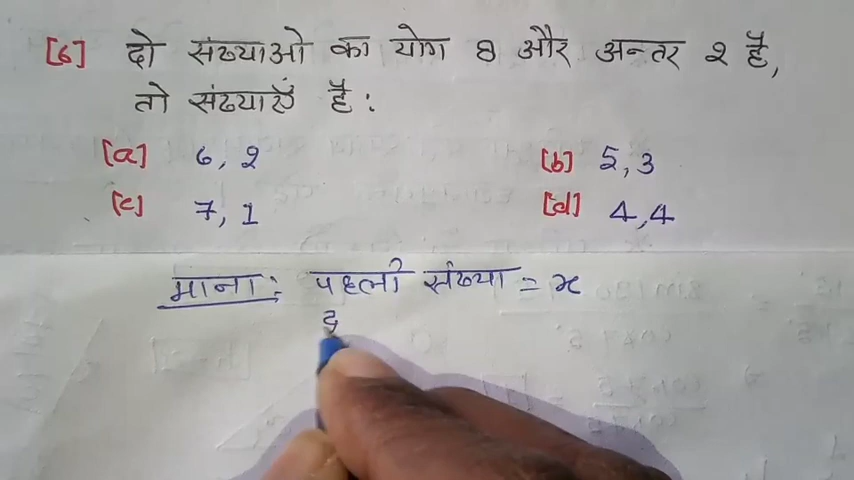 [6] दो संख्याओ का योग 8 और अन्तर 2 है,
तो संख्याएँ है :
[a] 6, 2 [b] 5, 3
[c] 7, 1 [d] 4, 4
माना : पहली संख्या = x